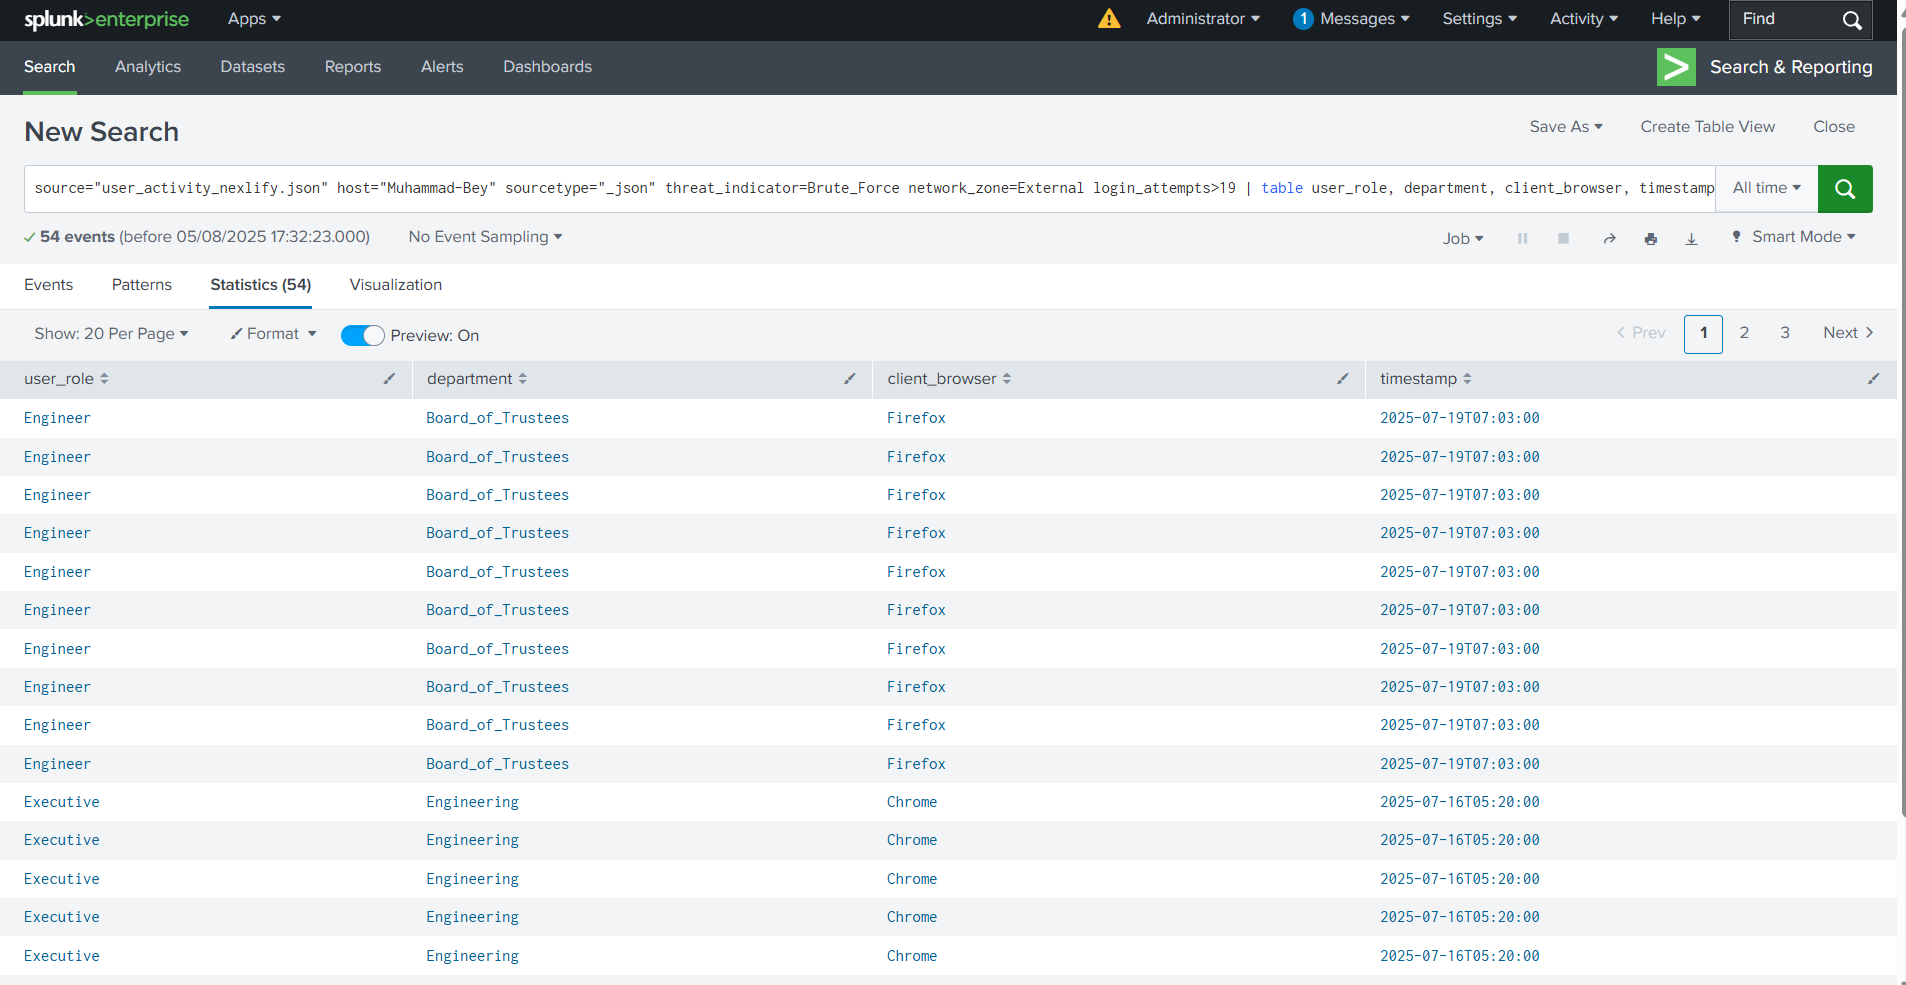 splunk>enterprise Apps Administrator 1 Messages Settings Activity Help Find
Search Analytics Datasets Reports Alerts Dashboards Search & Reporting
New Search Save As Create Table View Close
source="user_activity_nexlify.json" host="Muhammad-Bey" sourcetype="_json" threat_indicator=Brute_Force network_zone=External login_attempts>19 | table user_role, department, client_browser, timestamp All time
54 events (before 05/08/2025 17:32:23.000) No Event Sampling Job Smart Mode
Events Patterns Statistics (54) Visualization
Show: 20 Per Page Format Preview: On Prev 1 2 3 Next
user_role department client_browser timestamp
Engineer Board_of_Trustees Firefox 2025-07-19T07:03:00
Engineer Board_of_Trustees Firefox 2025-07-19T07:03:00
Engineer Board_of_Trustees Firefox 2025-07-19T07:03:00
Engineer Board_of_Trustees Firefox 2025-07-19T07:03:00
Engineer Board_of_Trustees Firefox 2025-07-19T07:03:00
Engineer Board_of_Trustees Firefox 2025-07-19T07:03:00
Engineer Board_of_Trustees Firefox 2025-07-19T07:03:00
Engineer Board_of_Trustees Firefox 2025-07-19T07:03:00
Engineer Board_of_Trustees Firefox 2025-07-19T07:03:00
Engineer Board_of_Trustees Firefox 2025-07-19T07:03:00
Executive Engineering Chrome 2025-07-16T05:20:00
Executive Engineering Chrome 2025-07-16T05:20:00
Executive Engineering Chrome 2025-07-16T05:20:00
Executive Engineering Chrome 2025-07-16T05:20:00
Executive Engineering Chrome 2025-07-16T05:20:00